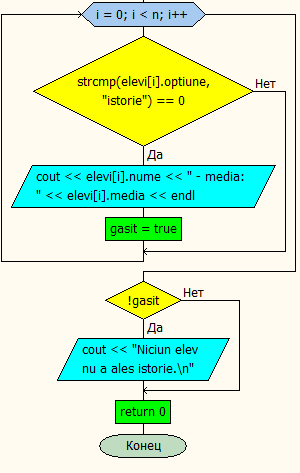 i = 0; i < n; i++
strcmp(elevi[i].optiune,
"istorie") == 0
Нет
Да
cout << elevi[i].nume << " - media:
" << elevi[i].media << endl
gasit = true
!gasit
Нет
Да
cout << "Niciun elev
nu a ales istorie.\n"
return 0
Конец